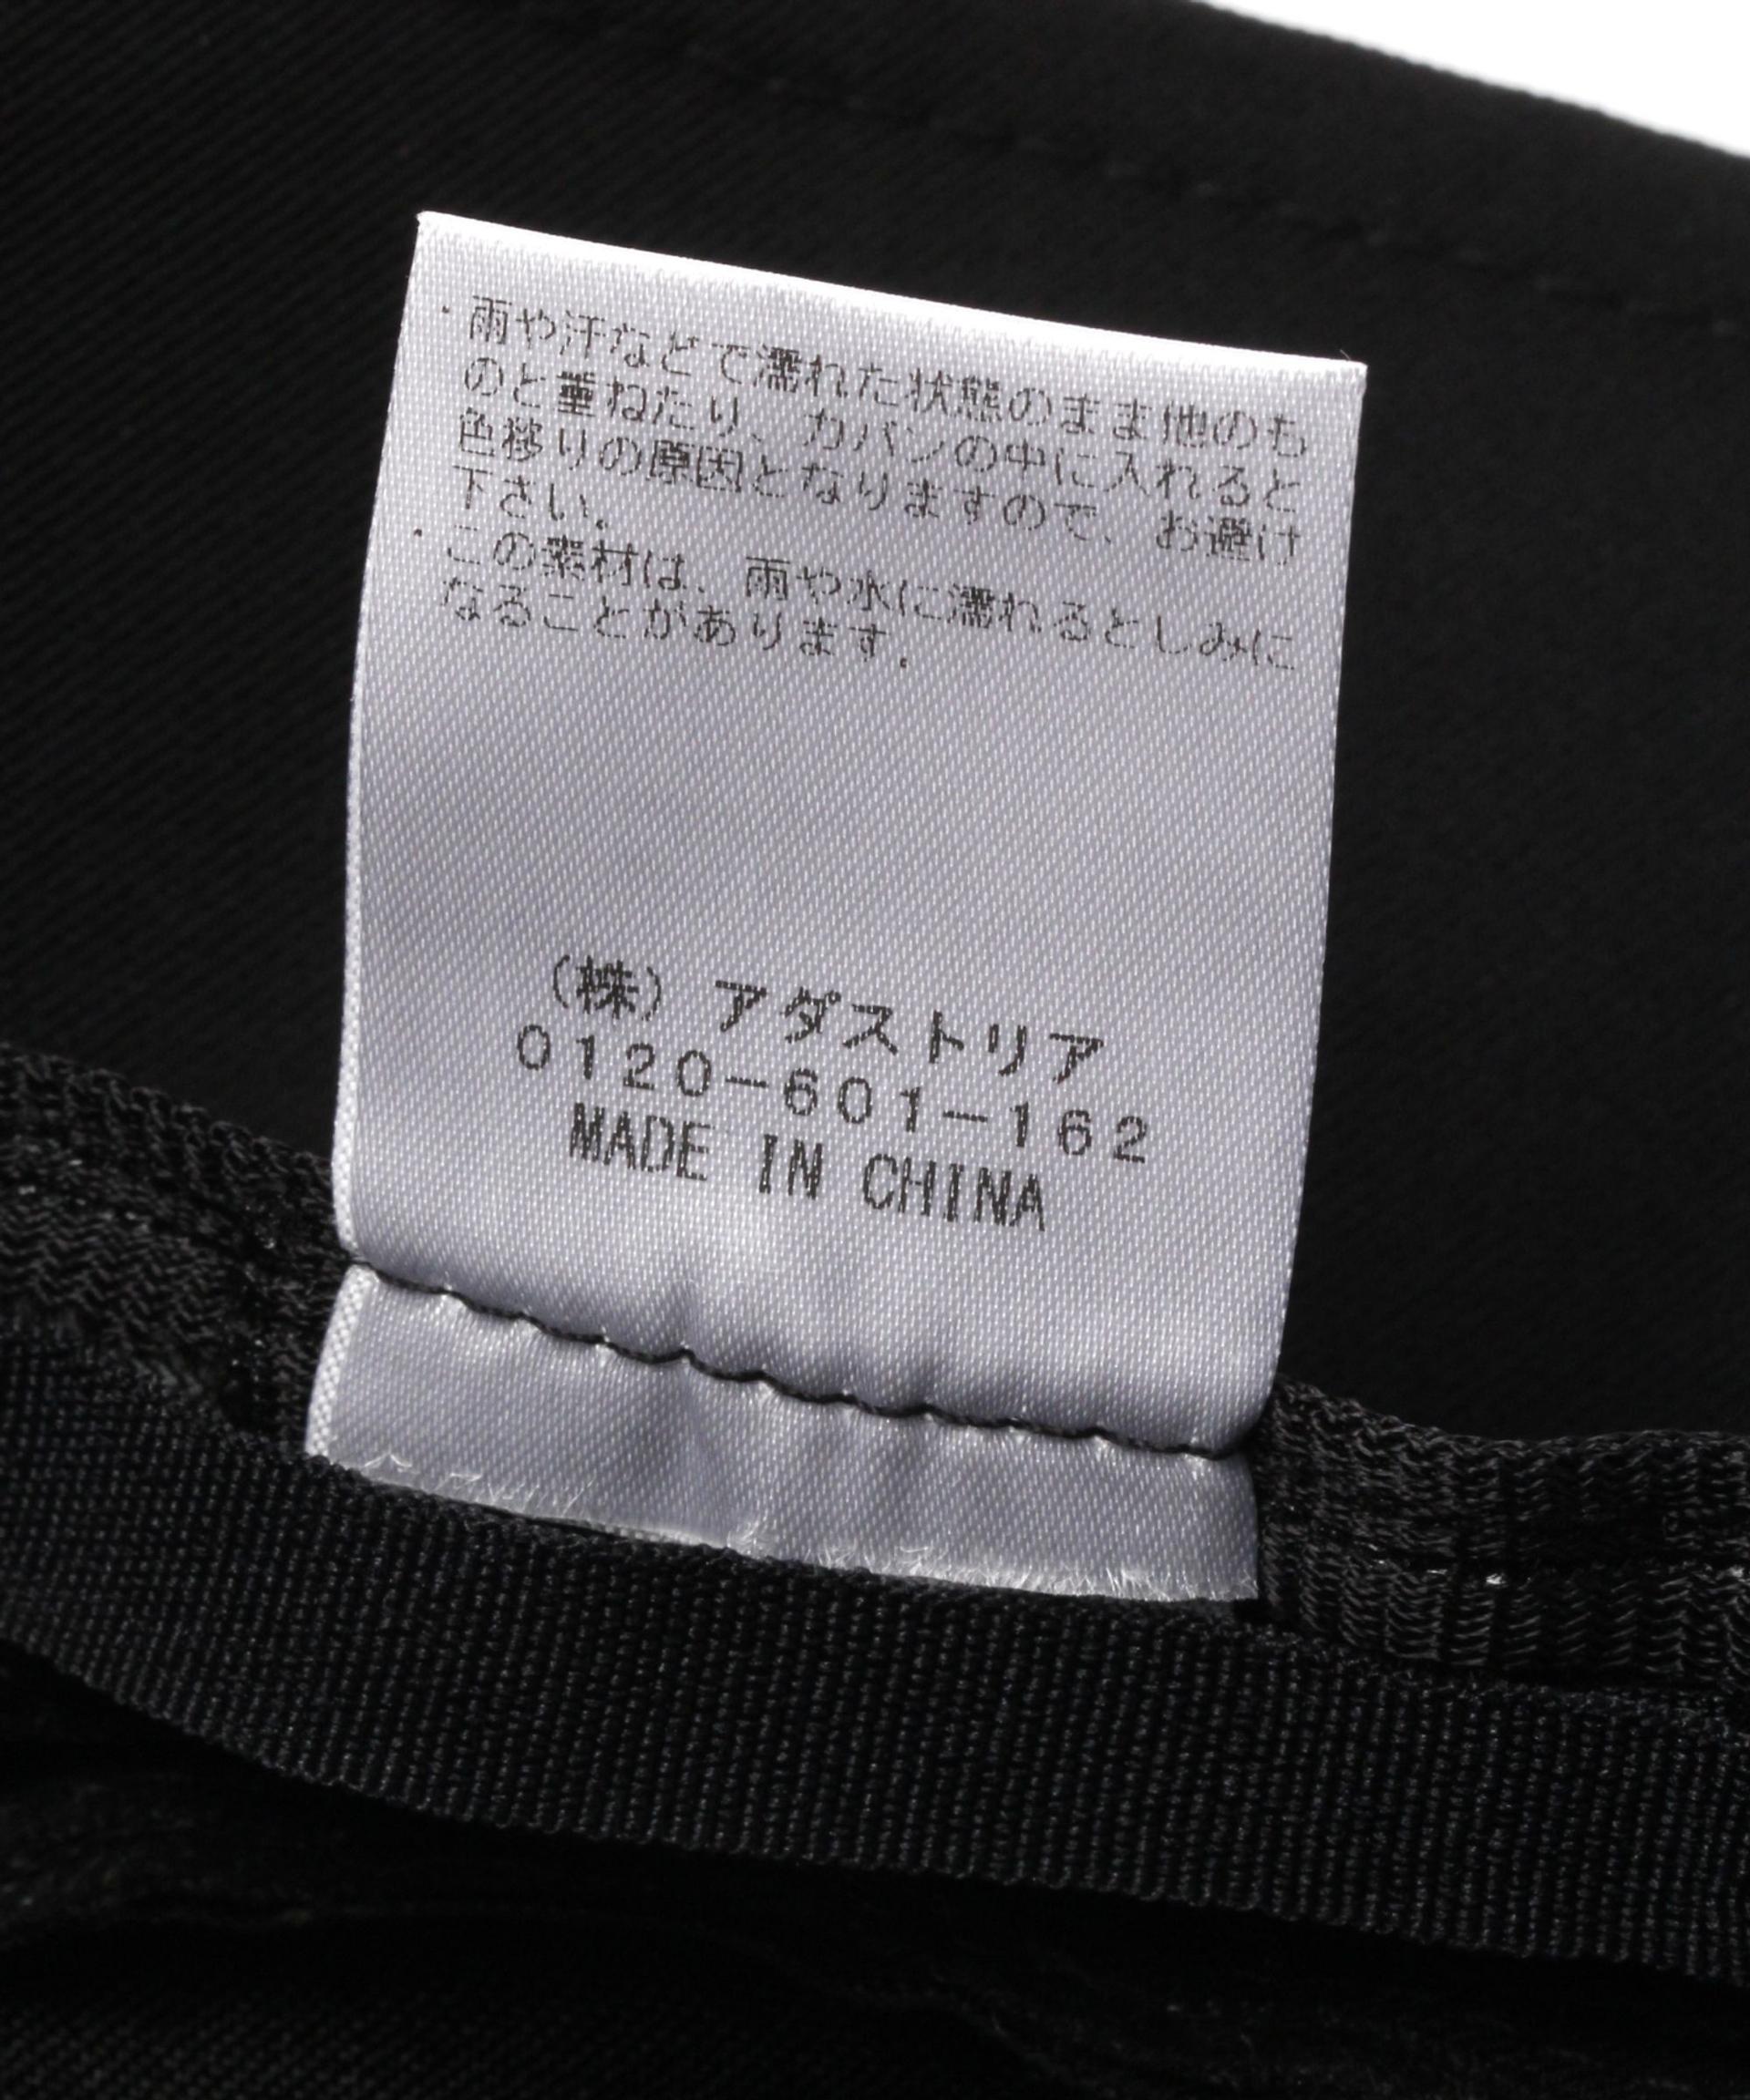 ・雨や汗などで濡れた状態のまま他のも
のと重ねたり、カバンの中に入れると
色移りの原因となりますので、お避け
下さい。
・この素材は、雨や水に濡れるとしみに
なることがあります。
(株) アダストリア
0120-601-162
MADE IN CHINA